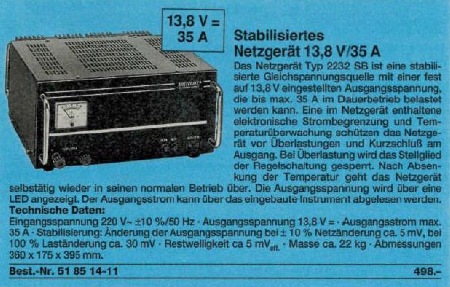 13,8 V =
35 A
Stabilisiertes
Netzgerät 13,8 V/35 A
Das Netzgerät Typ 2232 SB ist eine stabili-
sierte Gleichspannungsquelle mit einer fest
auf 13,8 V eingestellten Ausgangsspannung,
die bis max. 35 A im Dauerbetrieb belastet
werden kann. Eine im Netzgerät enthaltene
elektronische Strombegrenzung und Tem-
peraturüberwachung schützen das Netzge-
rät vor Überlastungen und Kurzschluß am
Ausgang. Bei Überlastung wird das Stellglied
der Regelschaltung gesperrt. Nach Absen-
kung der Temperatur geht das Netzgerät
selbstätig wieder in seinen normalen Betrieb über. Die Ausgangsspannung wird über eine
LED angezeigt. Der Ausgangsstrom kann über das eingebaute Instrument abgelesen werden.
Technische Daten:
Eingangsspannung 220 V~ ±10 %/50 Hz · Ausgangsspannung 13,8 V = · Ausgangsstrom max.
35 A · Stabilisierung: Änderung der Ausgangsspannung bei ± 10 % Netzänderung ca. 5 mV, bei
100 % Laständerung ca. 30 mV · Restwelligkeit ca 5 mVeff. · Masse ca. 22 kg · Abmessungen
360 x 175 x 395 mm.
Best.-Nr. 51 85 14-11 498.–